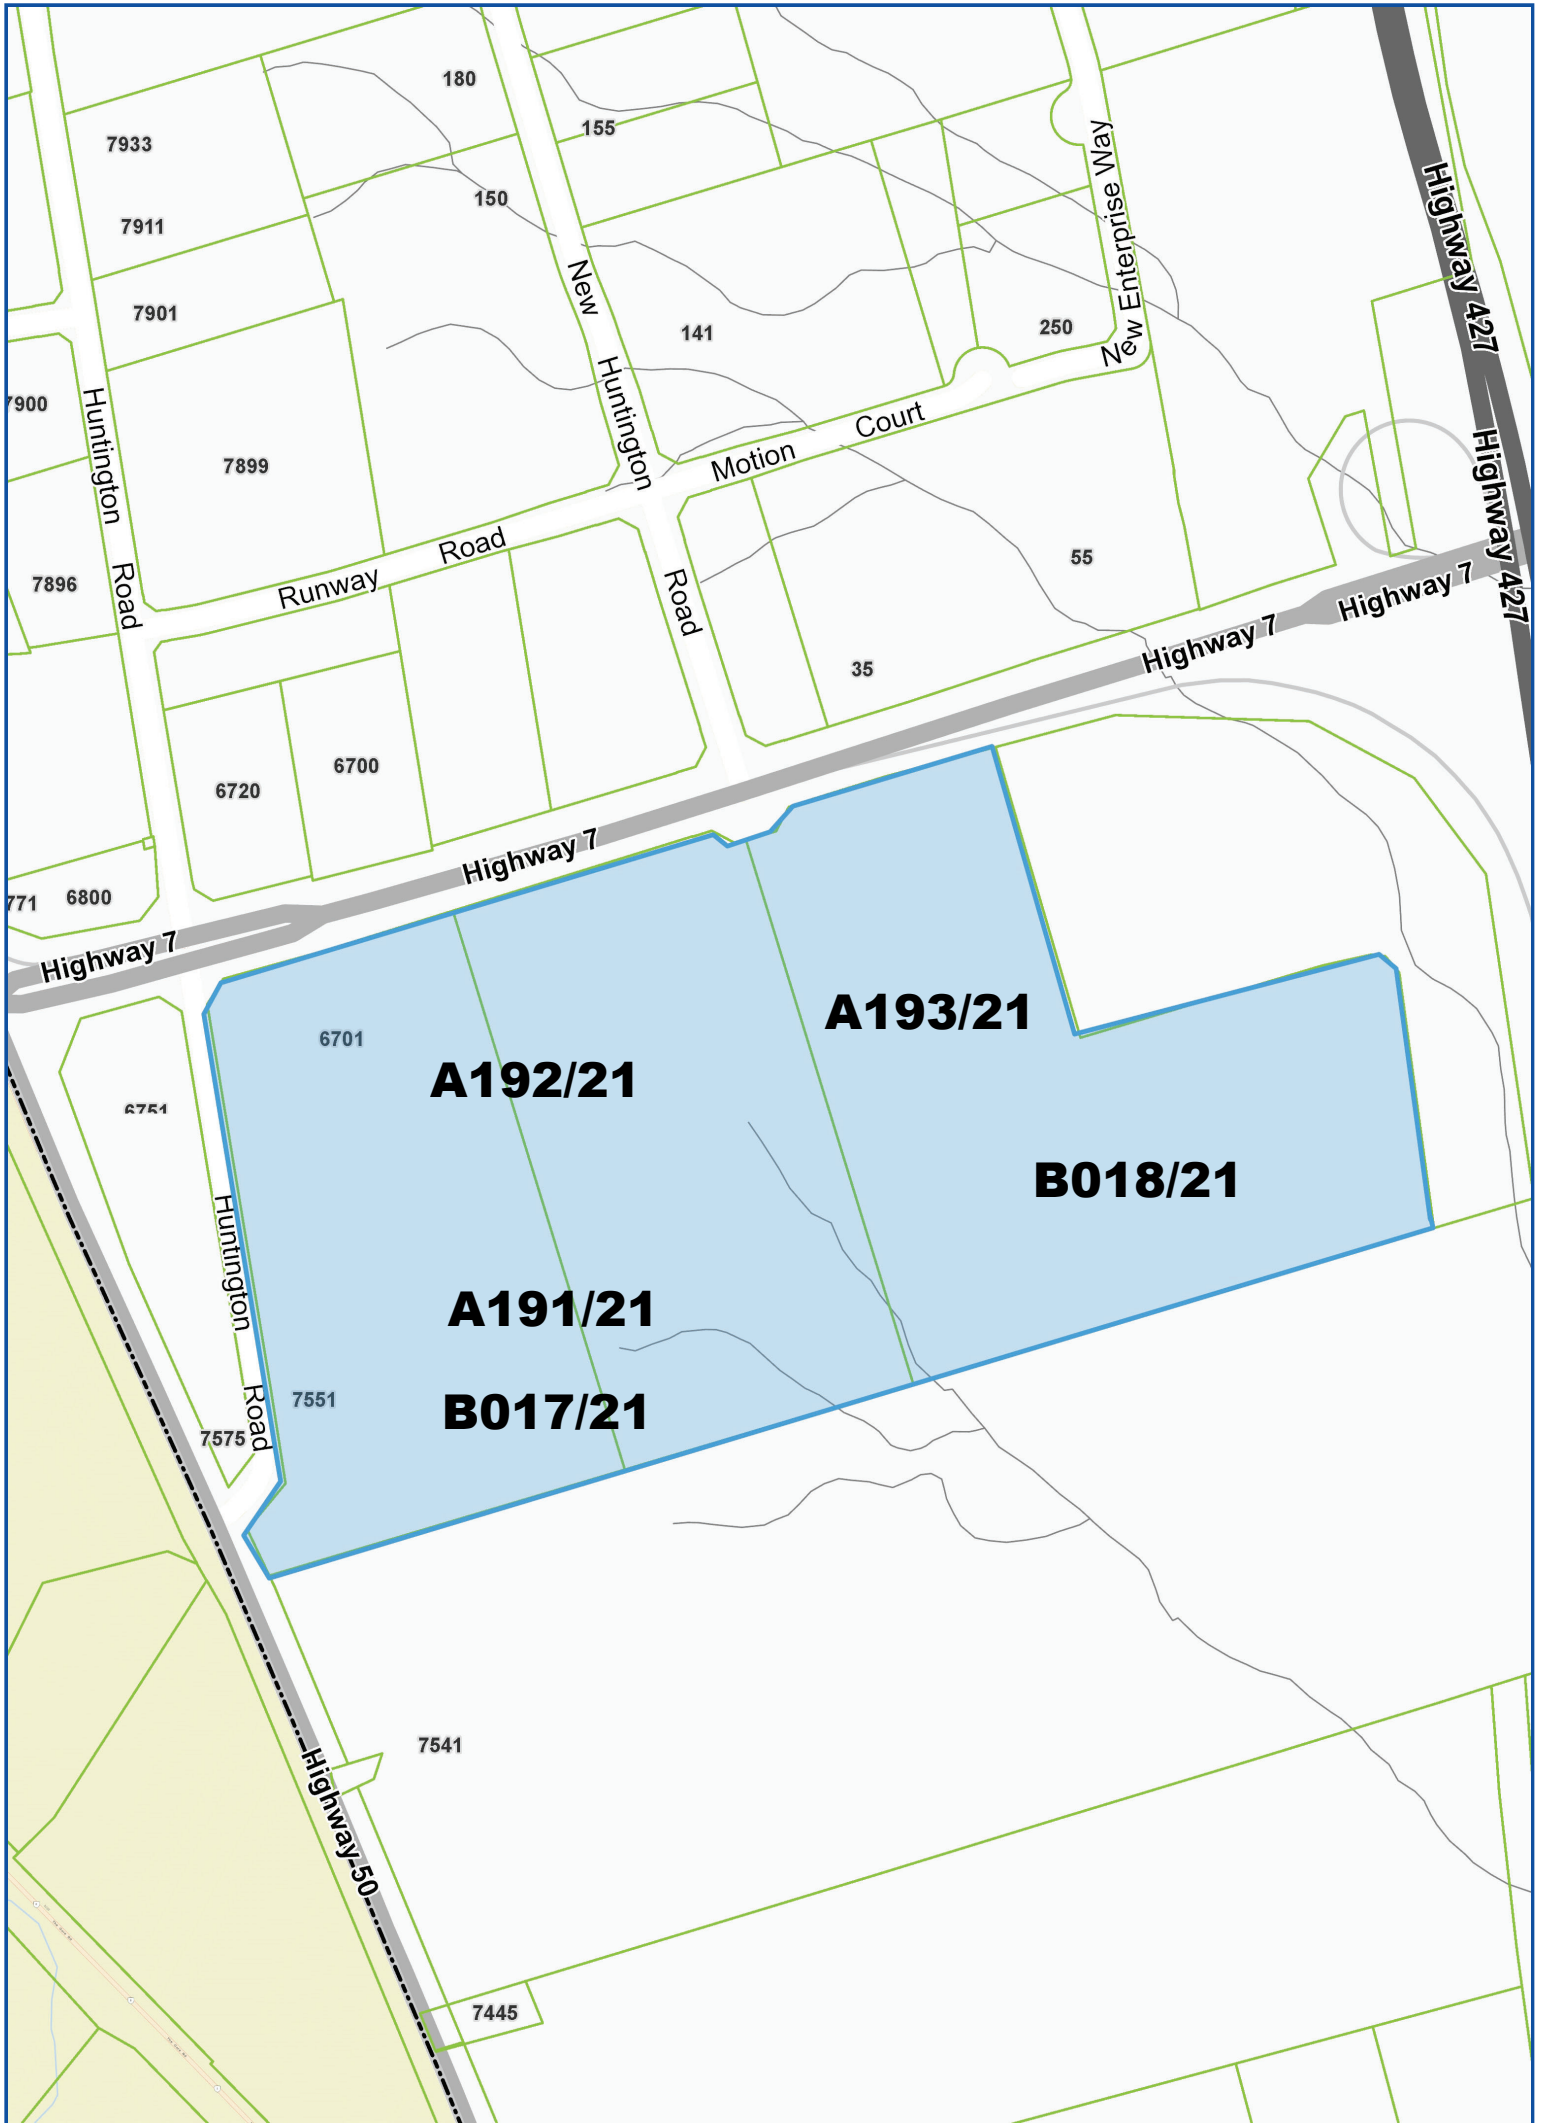 180
155
7933
150
New Enterprise Way
7911
Highway 427
7901
New
141
250
7900
Huntington
Huntington
Motion Court
7899
Highway 427
Runway Road
7896
Road
Road
55
Highway 7
Highway 7
35
6700
6720
Highway 7
771
6800
Highway 7
A193/21
6701
A192/21
6751
B018/21
Huntington
A191/21
7551
B017/21
7575
Road
7541
Highway 50
7445